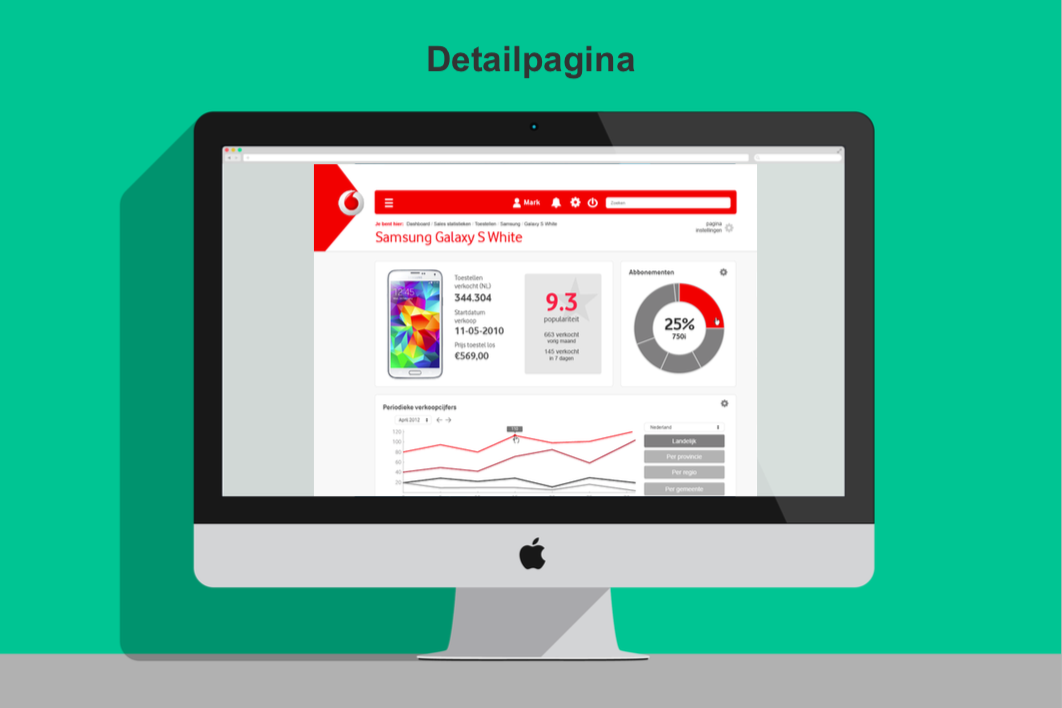 Detailpagina
Mark
Zoeken
Je bent hier: Dashboard · Sales statistieken · Toestellen · Samsung · Galaxy S White
Samsung Galaxy S White
pagina
instellingen
12:45
Toestellen
verkocht (NL)
344.304
Startdatum
verkoop
11-05-2010
Prijs toestel los
€569,00
9.3
populariteit
663 verkocht
vorig maand
145 verkocht
in 7 dagen
Abbonementen
25%
750i
Periodieke verkoopcijfers
April 2013
120
100
80
60
40
20
Nederland
Landelijk
Per provincie
Per regio
Per gemeente